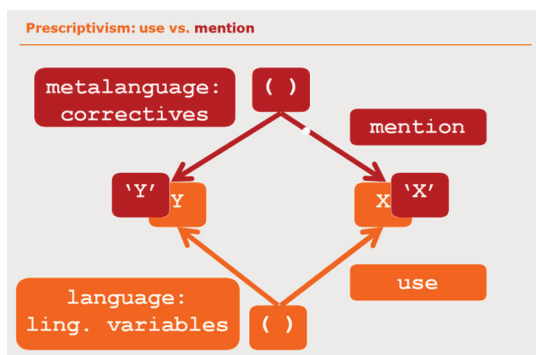 Prescriptivism: use vs. mention
metalanguage:
correctives
( )
mention
‘Y’
Y
X
‘X’
language:
ling. variables
( )
use